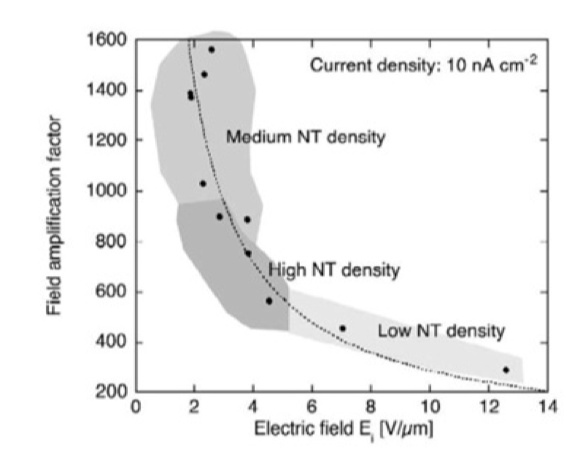 1600
1400
1200
1000
800
600
400
200
Field amplification factor
Current density: 10 nA cm⁻²
Medium NT density
High NT density
Low NT density
0 2 4 6 8 10 12 14
Electric field Eᵢ [V/μm]